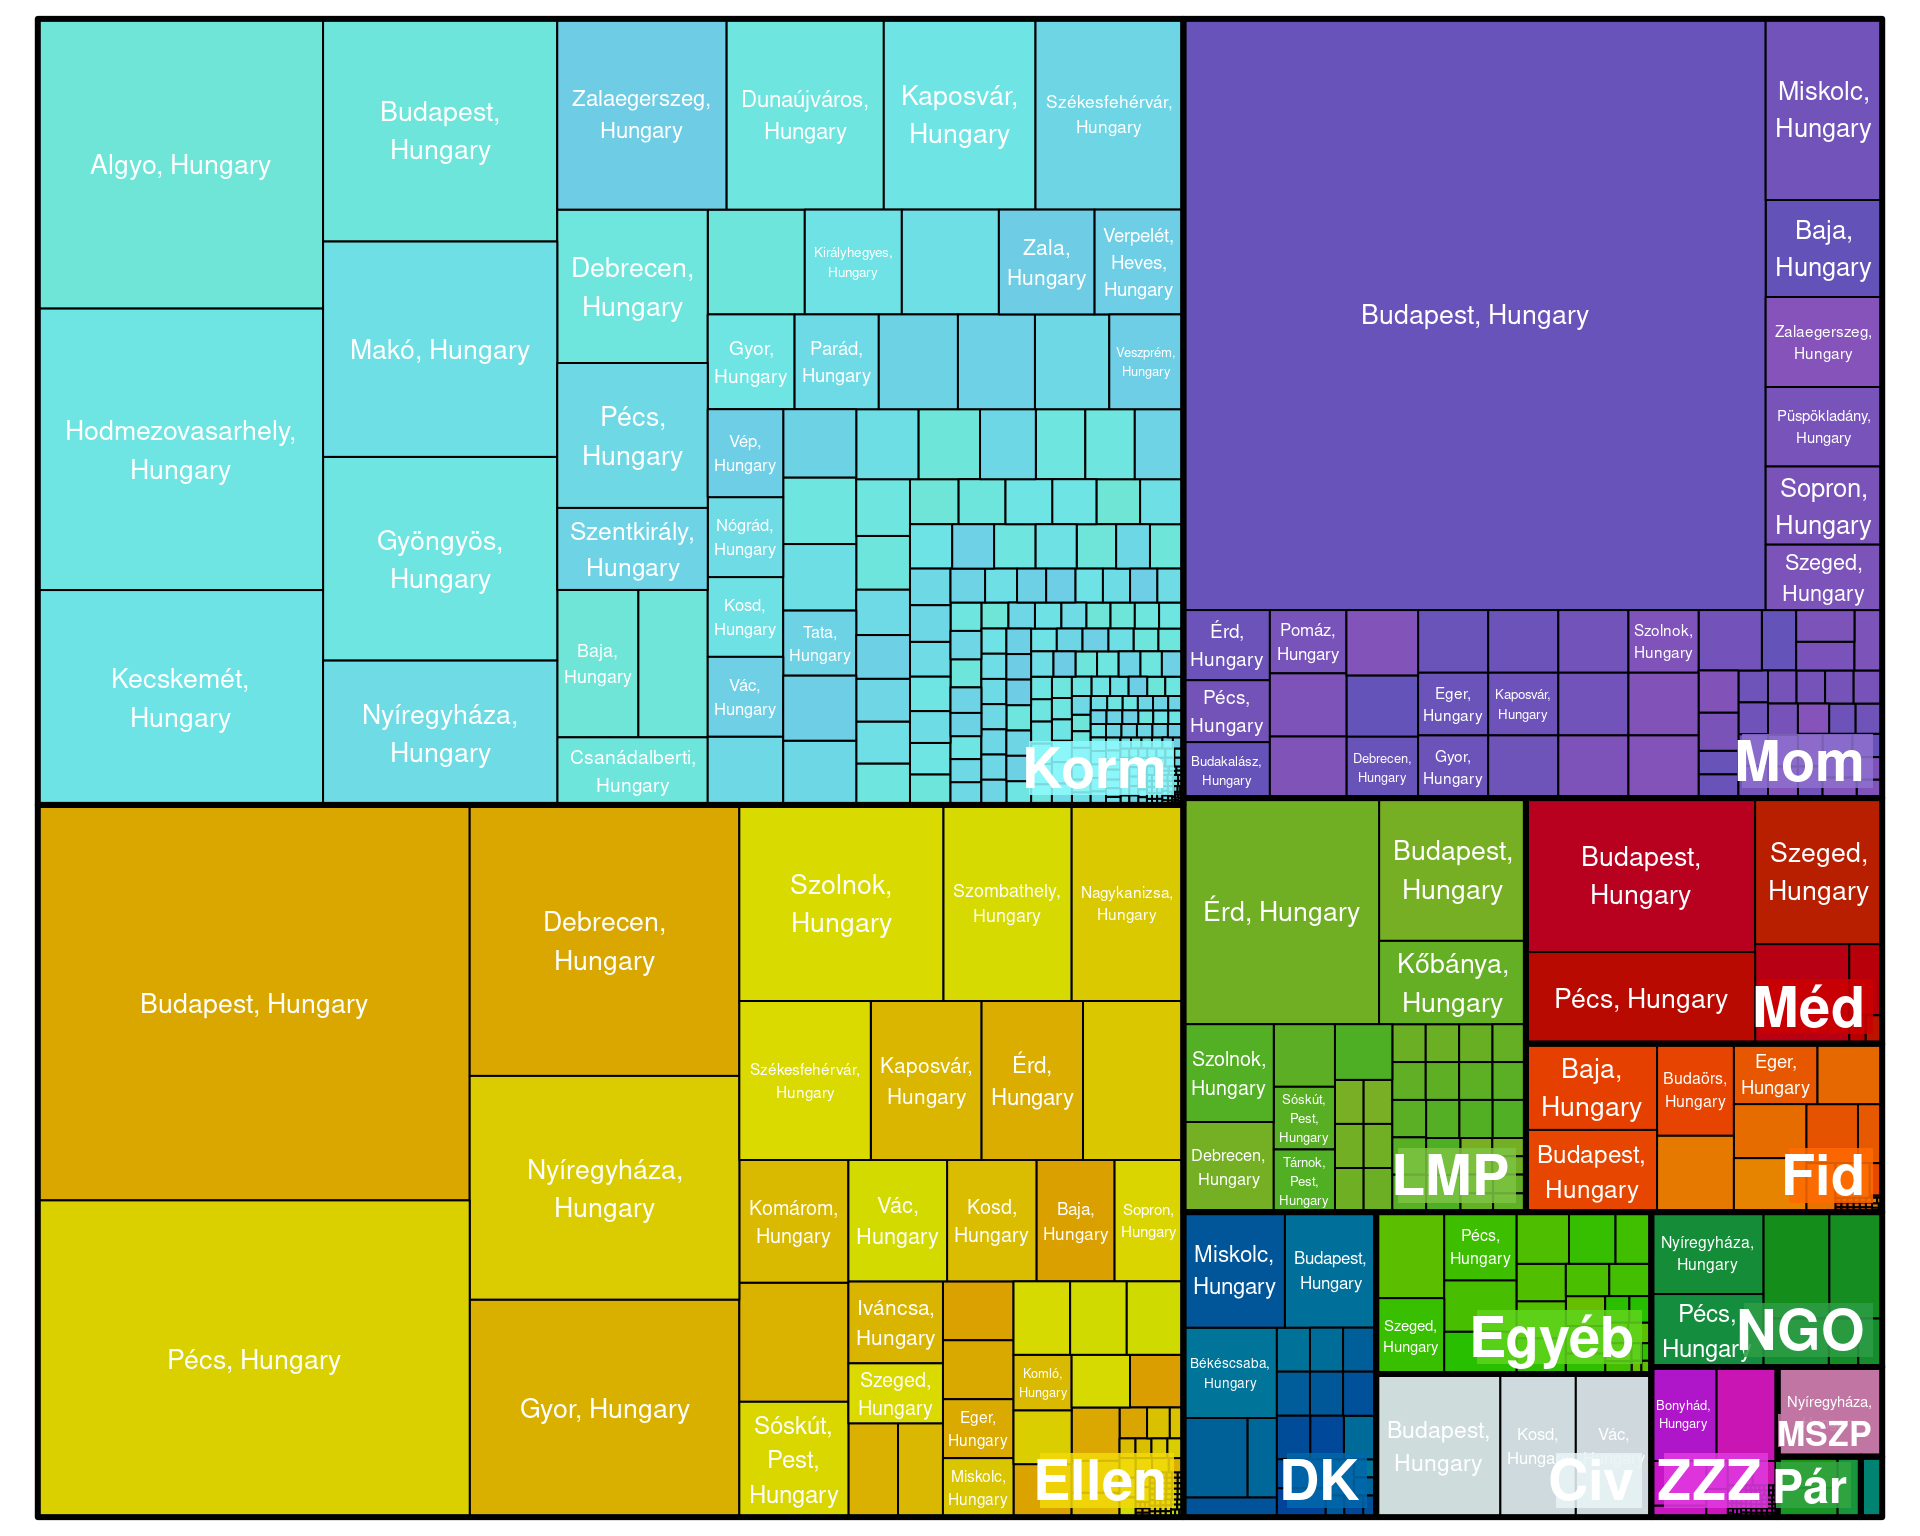 Algyo, Hungary
Budapest,
Hungary
Zalaegerszeg,
Hungary
Dunaújváros,
Hungary
Kaposvár,
Hungary
Székesfehérvár,
Hungary
Hodmezovasarhely,
Hungary
Makó, Hungary
Debrecen,
Hungary
Királyhegyes,
Hungary
Zala,
Hungary
Verpelét,
Heves,
Hungary
Gyor,
Hungary
Parád,
Hungary
Veszprém,
Hungary
Pécs,
Hungary
Vép,
Hungary
Gyöngyös,
Hungary
Szentkirály,
Hungary
Nógrád,
Hungary
Kecskemét,
Hungary
Nyíregyháza,
Hungary
Baja,
Hungary
Kosd,
Hungary
Tata,
Hungary
Vác,
Hungary
Csanádalberti,
Hungary
Korm
Budapest, Hungary
Miskolc,
Hungary
Baja,
Hungary
Zalaegerszeg,
Hungary
Püspökladány,
Hungary
Sopron,
Hungary
Szeged,
Hungary
Érd,
Hungary
Pomáz,
Hungary
Szolnok,
Hungary
Pécs,
Hungary
Eger,
Hungary
Kaposvár,
Hungary
Budakalász,
Hungary
Debrecen,
Hungary
Gyor,
Hungary
Mom
Budapest, Hungary
Debrecen,
Hungary
Szolnok,
Hungary
Szombathely,
Hungary
Nagykanizsa,
Hungary
Székesfehérvár,
Hungary
Kaposvár,
Hungary
Érd,
Hungary
Pécs, Hungary
Nyíregyháza,
Hungary
Komárom,
Hungary
Vác,
Hungary
Kosd,
Hungary
Baja,
Hungary
Sopron,
Hungary
Gyor, Hungary
Iváncsa,
Hungary
Szeged,
Hungary
Komló,
Hungary
Sóskút,
Pest,
Hungary
Eger,
Hungary
Miskolc,
Hungary
Ellen
Érd, Hungary
Budapest,
Hungary
Kőbánya,
Hungary
Szolnok,
Hungary
Sóskút,
Pest,
Hungary
Debrecen,
Hungary
Tárnok,
Pest,
Hungary
LMP
Budapest,
Hungary
Szeged,
Hungary
Pécs, Hungary
Méd
Baja,
Hungary
Budaörs,
Hungary
Eger,
Hungary
Budapest,
Hungary
Fid
Miskolc,
Hungary
Budapest,
Hungary
Békéscsaba,
Hungary
DK
Pécs,
Hungary
Szeged,
Hungary
Egyéb
Nyíregyháza,
Hungary
Pécs,
Hungary
NGO
Budapest,
Hungary
Kosd,
Hungary
Vác,
Hungary
Civ
Bonyhád,
Hungary
ZZZ
Nyíregyháza,
MSZP
Pár